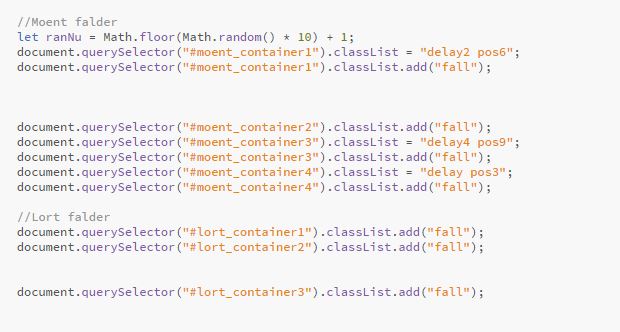 //Moent falder
let ranNu = Math.floor(Math.random() * 10) + 1;
document.querySelector("#moent_container1").classList = "delay2 pos6";
document.querySelector("#moent_container1").classList.add("fall");
document.querySelector("#moent_container2").classList.add("fall");
document.querySelector("#moent_container3").classList = "delay4 pos9";
document.querySelector("#moent_container3").classList.add("fall");
document.querySelector("#moent_container4").classList = "delay pos3";
document.querySelector("#moent_container4").classList.add("fall");
//Lort falder
document.querySelector("#lort_container1").classList.add("fall");
document.querySelector("#lort_container2").classList.add("fall");
document.querySelector("#lort_container3").classList.add("fall");